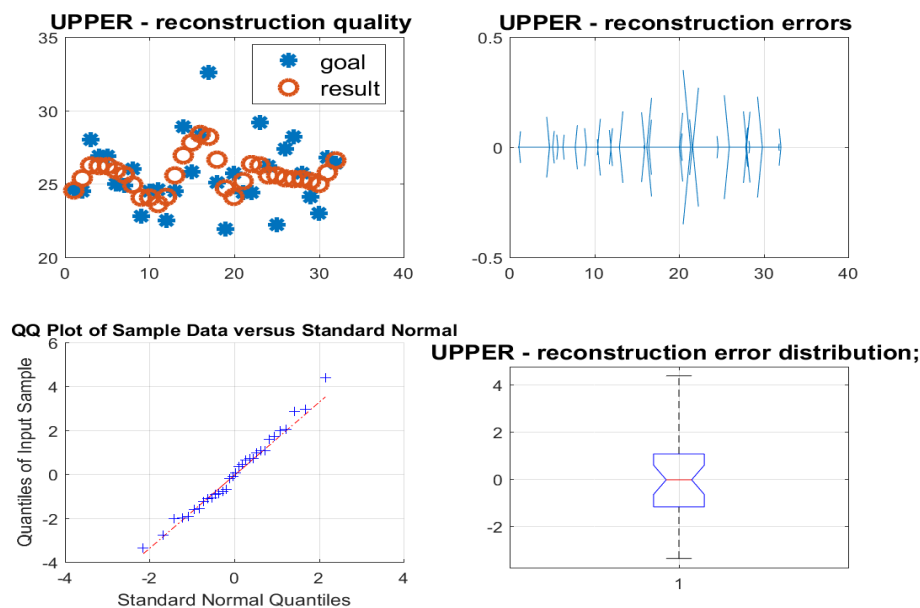 UPPER - reconstruction quality
35
30
25
20
0 10 20 30 40
goal
result
UPPER - reconstruction errors
0.5
0
-0.5
0 10 20 30 40
QQ Plot of Sample Data versus Standard Normal
Quantiles of Input Sample
6
4
2
0
-2
-4
-4 -2 0 2 4
Standard Normal Quantiles
UPPER - reconstruction error distribution;
4
2
0
-2
1